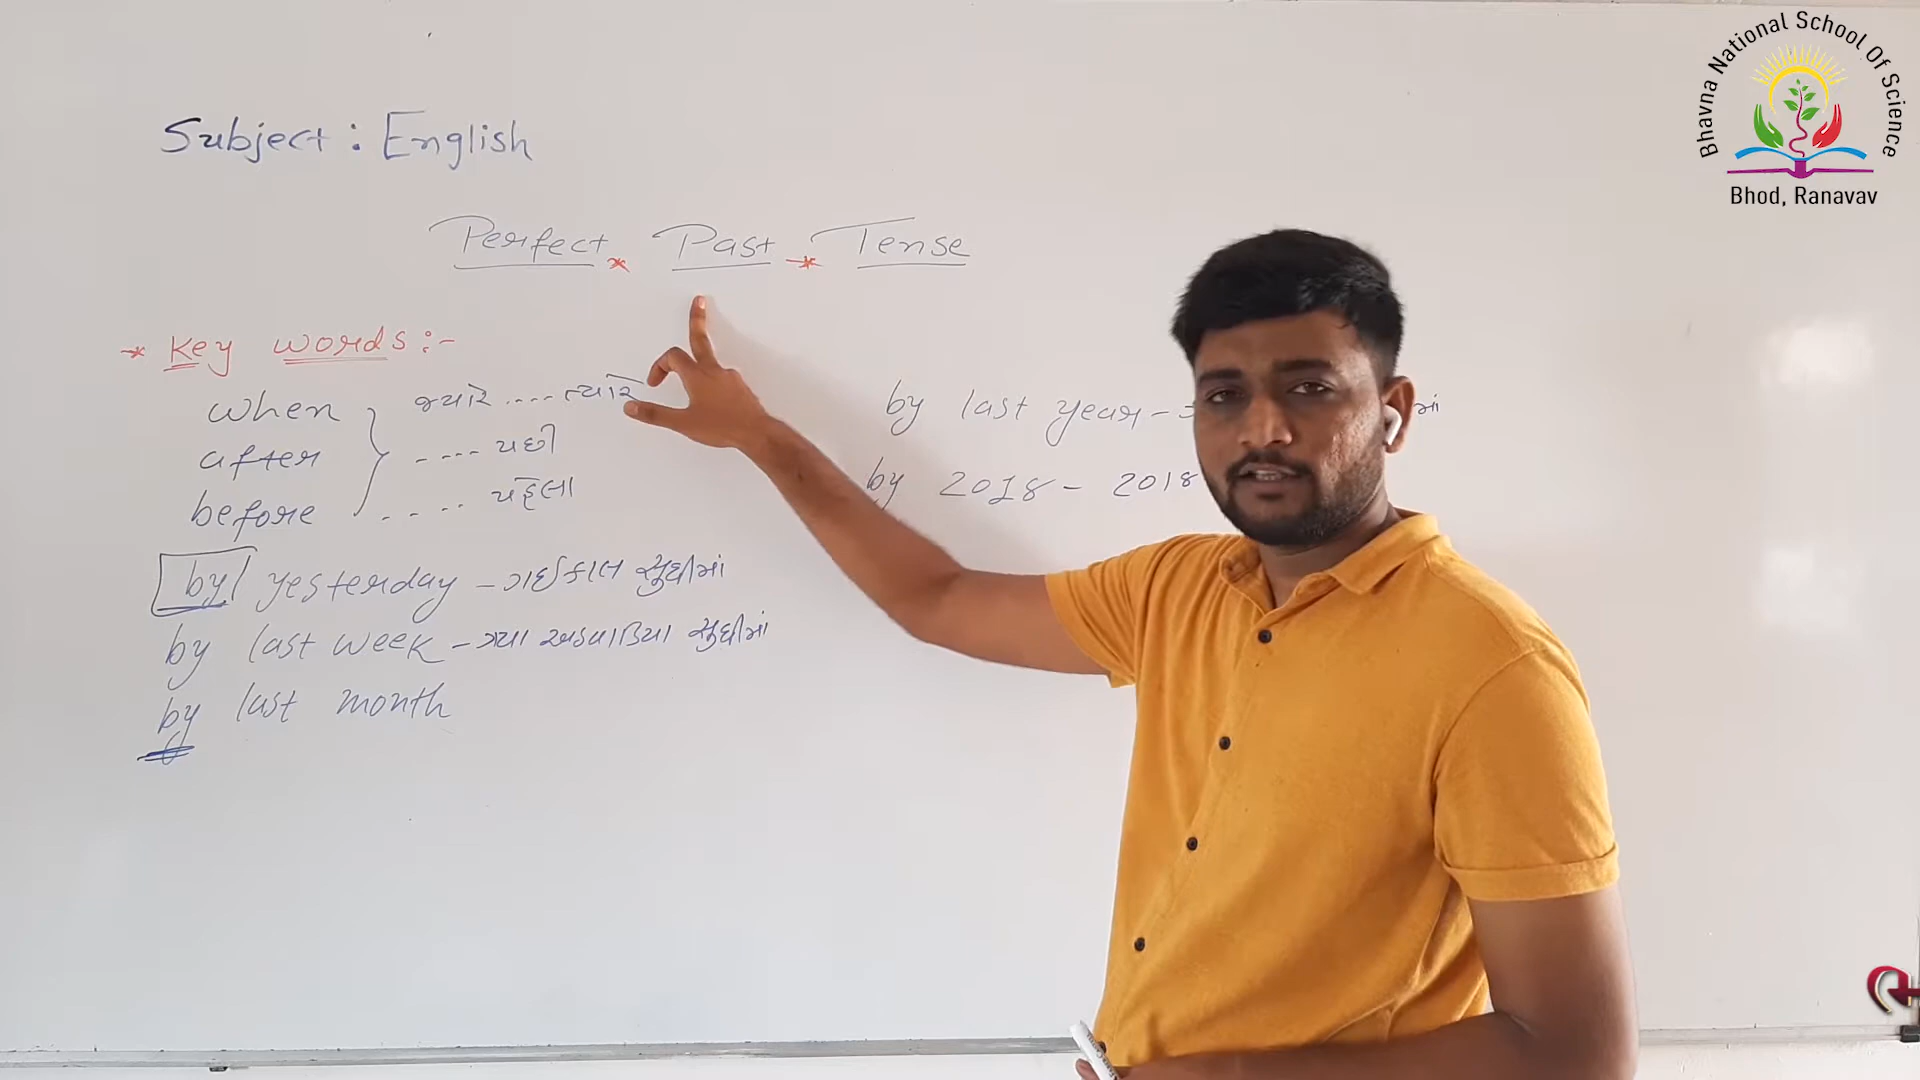 Bhavna National School Of Science
Bhod, Ranavav
Subject : English
Perfect * Past * Tense
* Key words :-
when જ્યારે .... ત્યારે
after .... પછી
before .... પહેલા
by yesterday - ગઈકાલ સુધીમાં
by last week - ગયા અઠવાડિયા સુધીમાં
by last month
by last year -
by 2018 - 2018